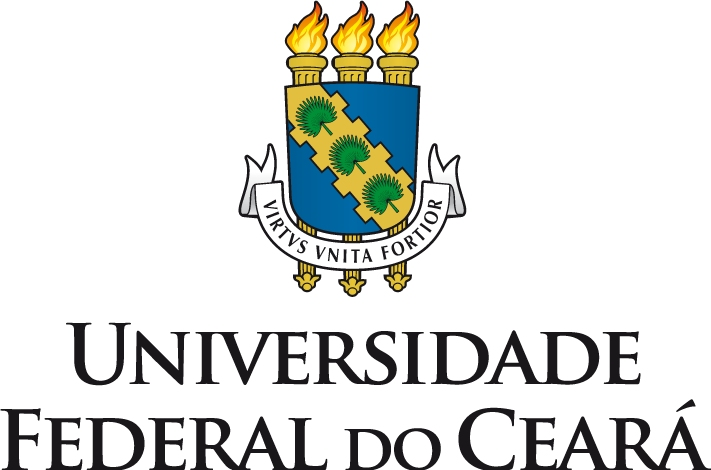 VIRTVS VNITA FORTIOR
UNIVERSIDADE
FEDERAL DO CEARÁ